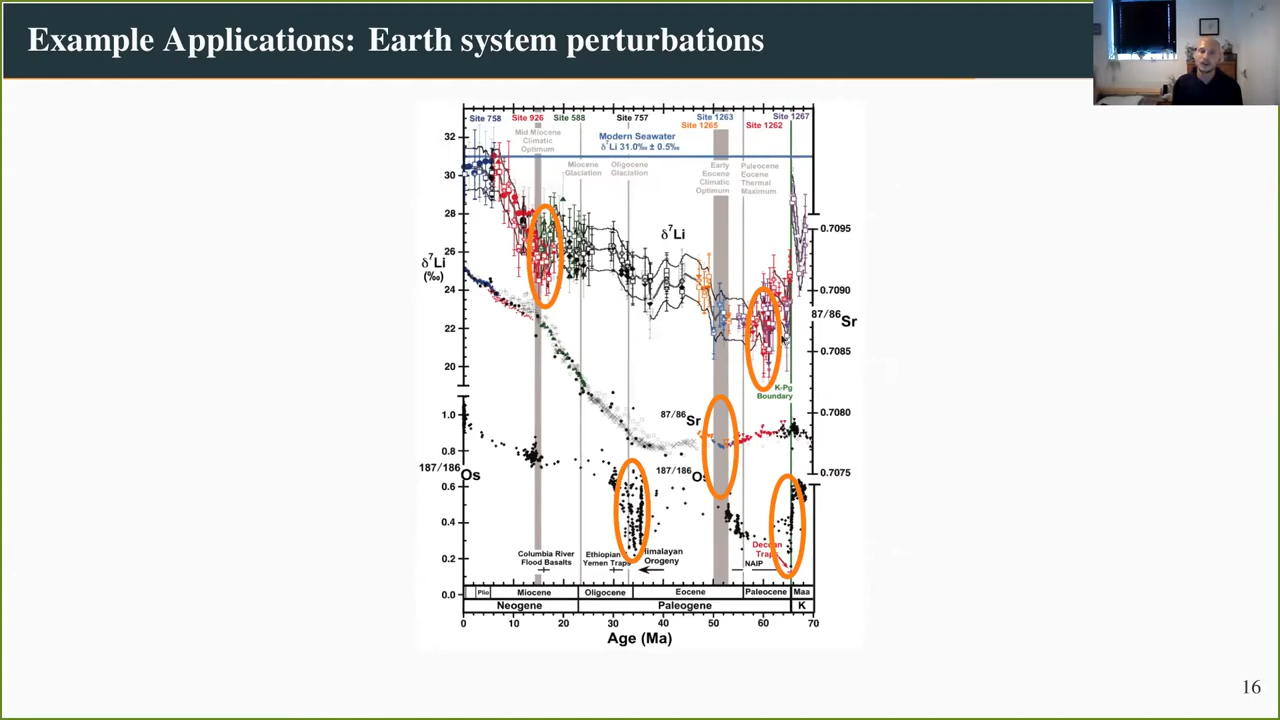 Example Applications: Earth system perturbations
Site 758
Site 926
Site 588
Site 757
Site 1263
Site 1267
Site 1265
Site 1262
Mid Miocene
Climatic
Optimum
Modern Seawater
δ7Li 31.0‰ ± 0.5‰
Miocene
Glaciation
Oligocene
Glaciation
Early
Eocene
Climatic
Optimum
Paleocene
Eocene
Thermal
Maximum
32
30
28
26
24
22
20
δ7Li
(‰)
δ7Li
0.7095
0.7090
0.7085
0.7080
0.7075
87/86Sr
K-Pg
Boundary
87/86Sr
1.0
0.8
0.6
0.4
0.2
0.0
187/186Os
187/186Os
Columbia River
Flood Basalts
Ethiopian
Yemen Traps
Himalayan
Orogeny
Deccan
Traps
NAIP
Plio
Miocene
Oligocene
Eocene
Paleocene
Maa
Neogene
Paleogene
K
0 10 20 30 40 50 60 70
Age (Ma)
16